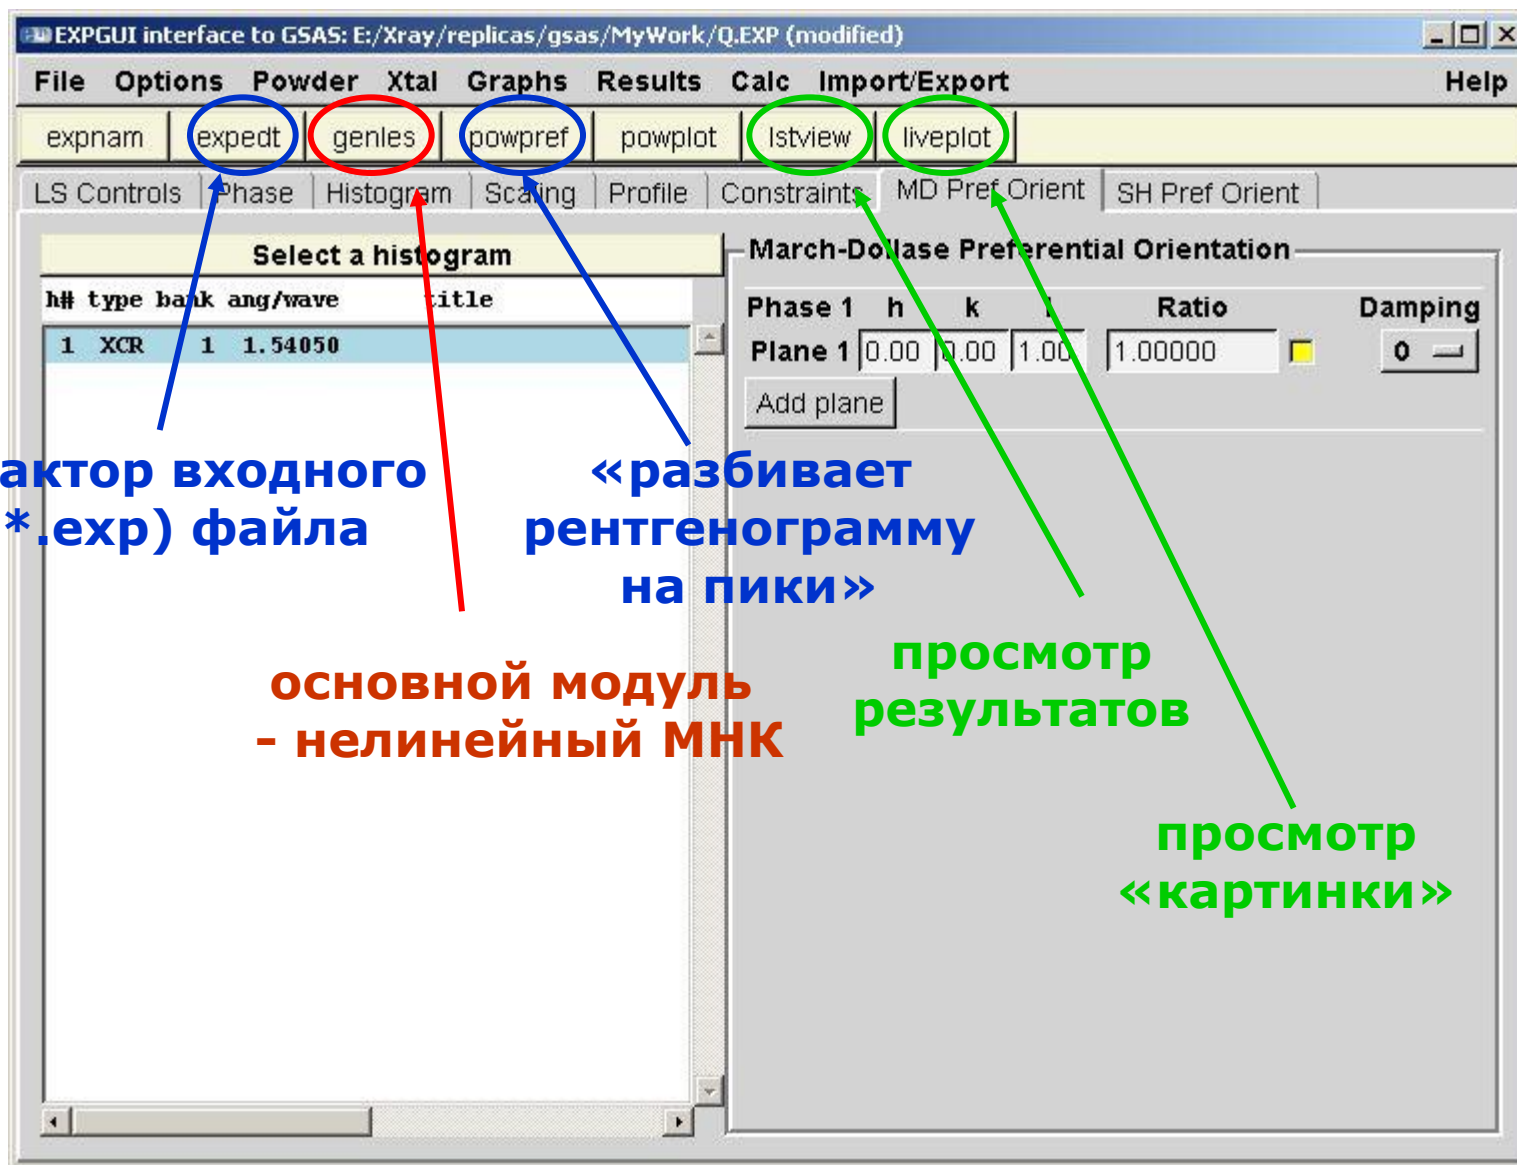 EXPGUI interface to GSAS: E:/Xray/replicas/gsas/MyWork/Q.EXP (modified)
File Options Powder Xtal Graphs Results Calc Import/Export Help
expnam expedt genles powpref powplot lstview liveplot
LS Controls Phase Histogram Scaling Profile Constraints MD Pref Orient SH Pref Orient
Select a histogram
h# type bank ang/wave title
1 XCR 1 1.54050
March-Dollase Preferential Orientation
Phase 1 h k l Ratio Damping
Plane 1 0.00 0.00 1.00 1.00000 0
Add plane
актор входного
*.exp) файла
«разбивает
рентгенограмму
на пики»
основной модуль
- нелинейный МНК
просмотр
результатов
просмотр
«картинки»